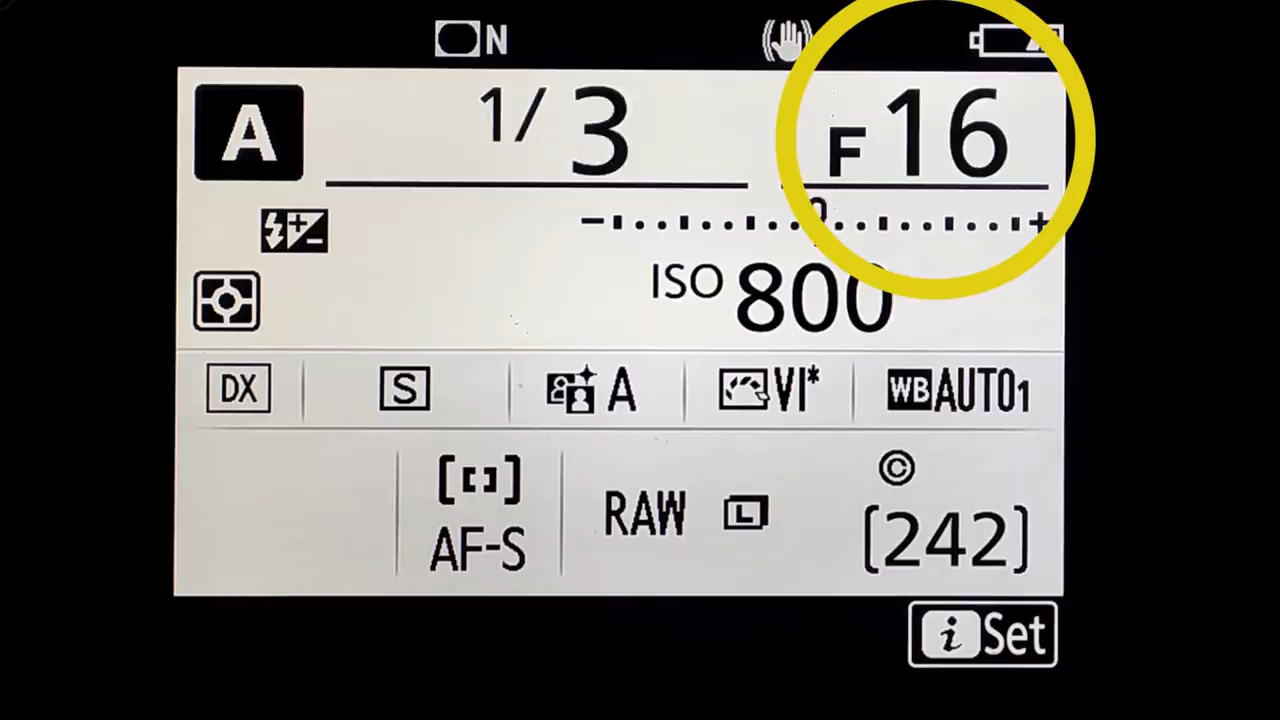 N
A 1/3 F16
- +
ISO 800
DX S A VI* WB AUTO1
©
AF-S RAW L [242]
i Set